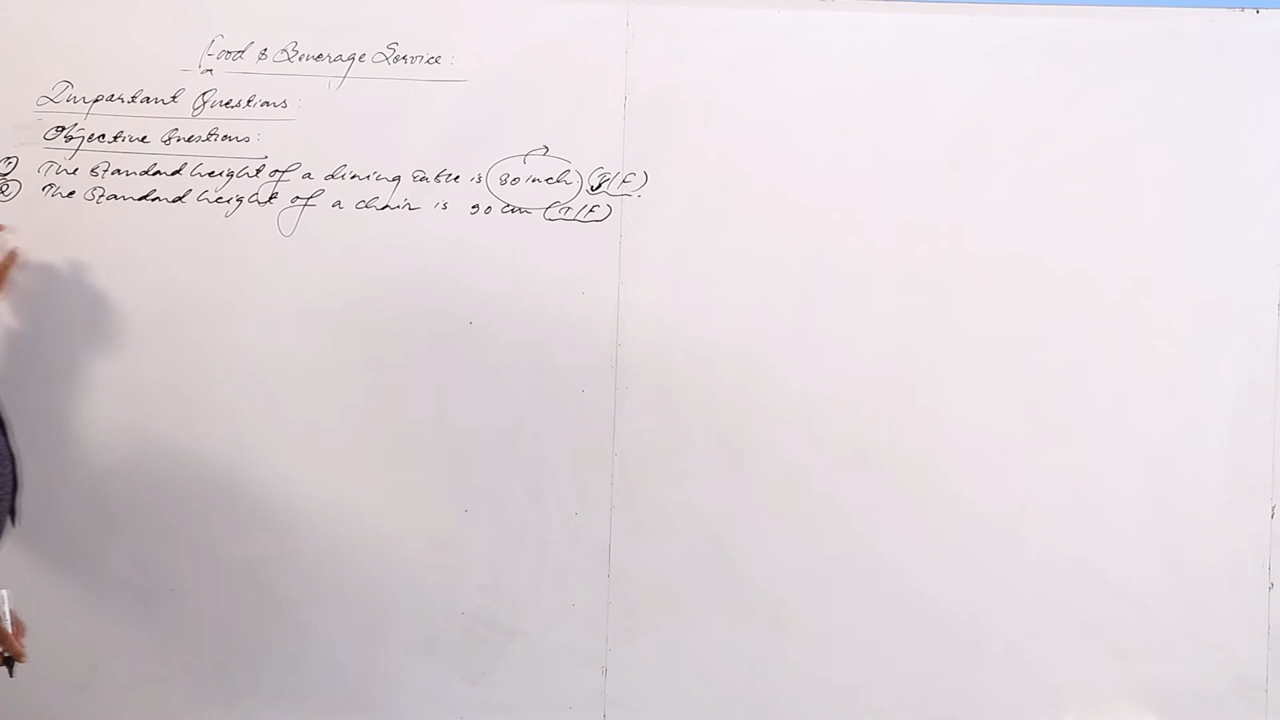 Food & Beverage Service:
Important Questions:
Objective Questions:
① The Standard height of a dining table is 30 inch. (T/F)
② The Standard height of a chair is 90 cm (T/F)